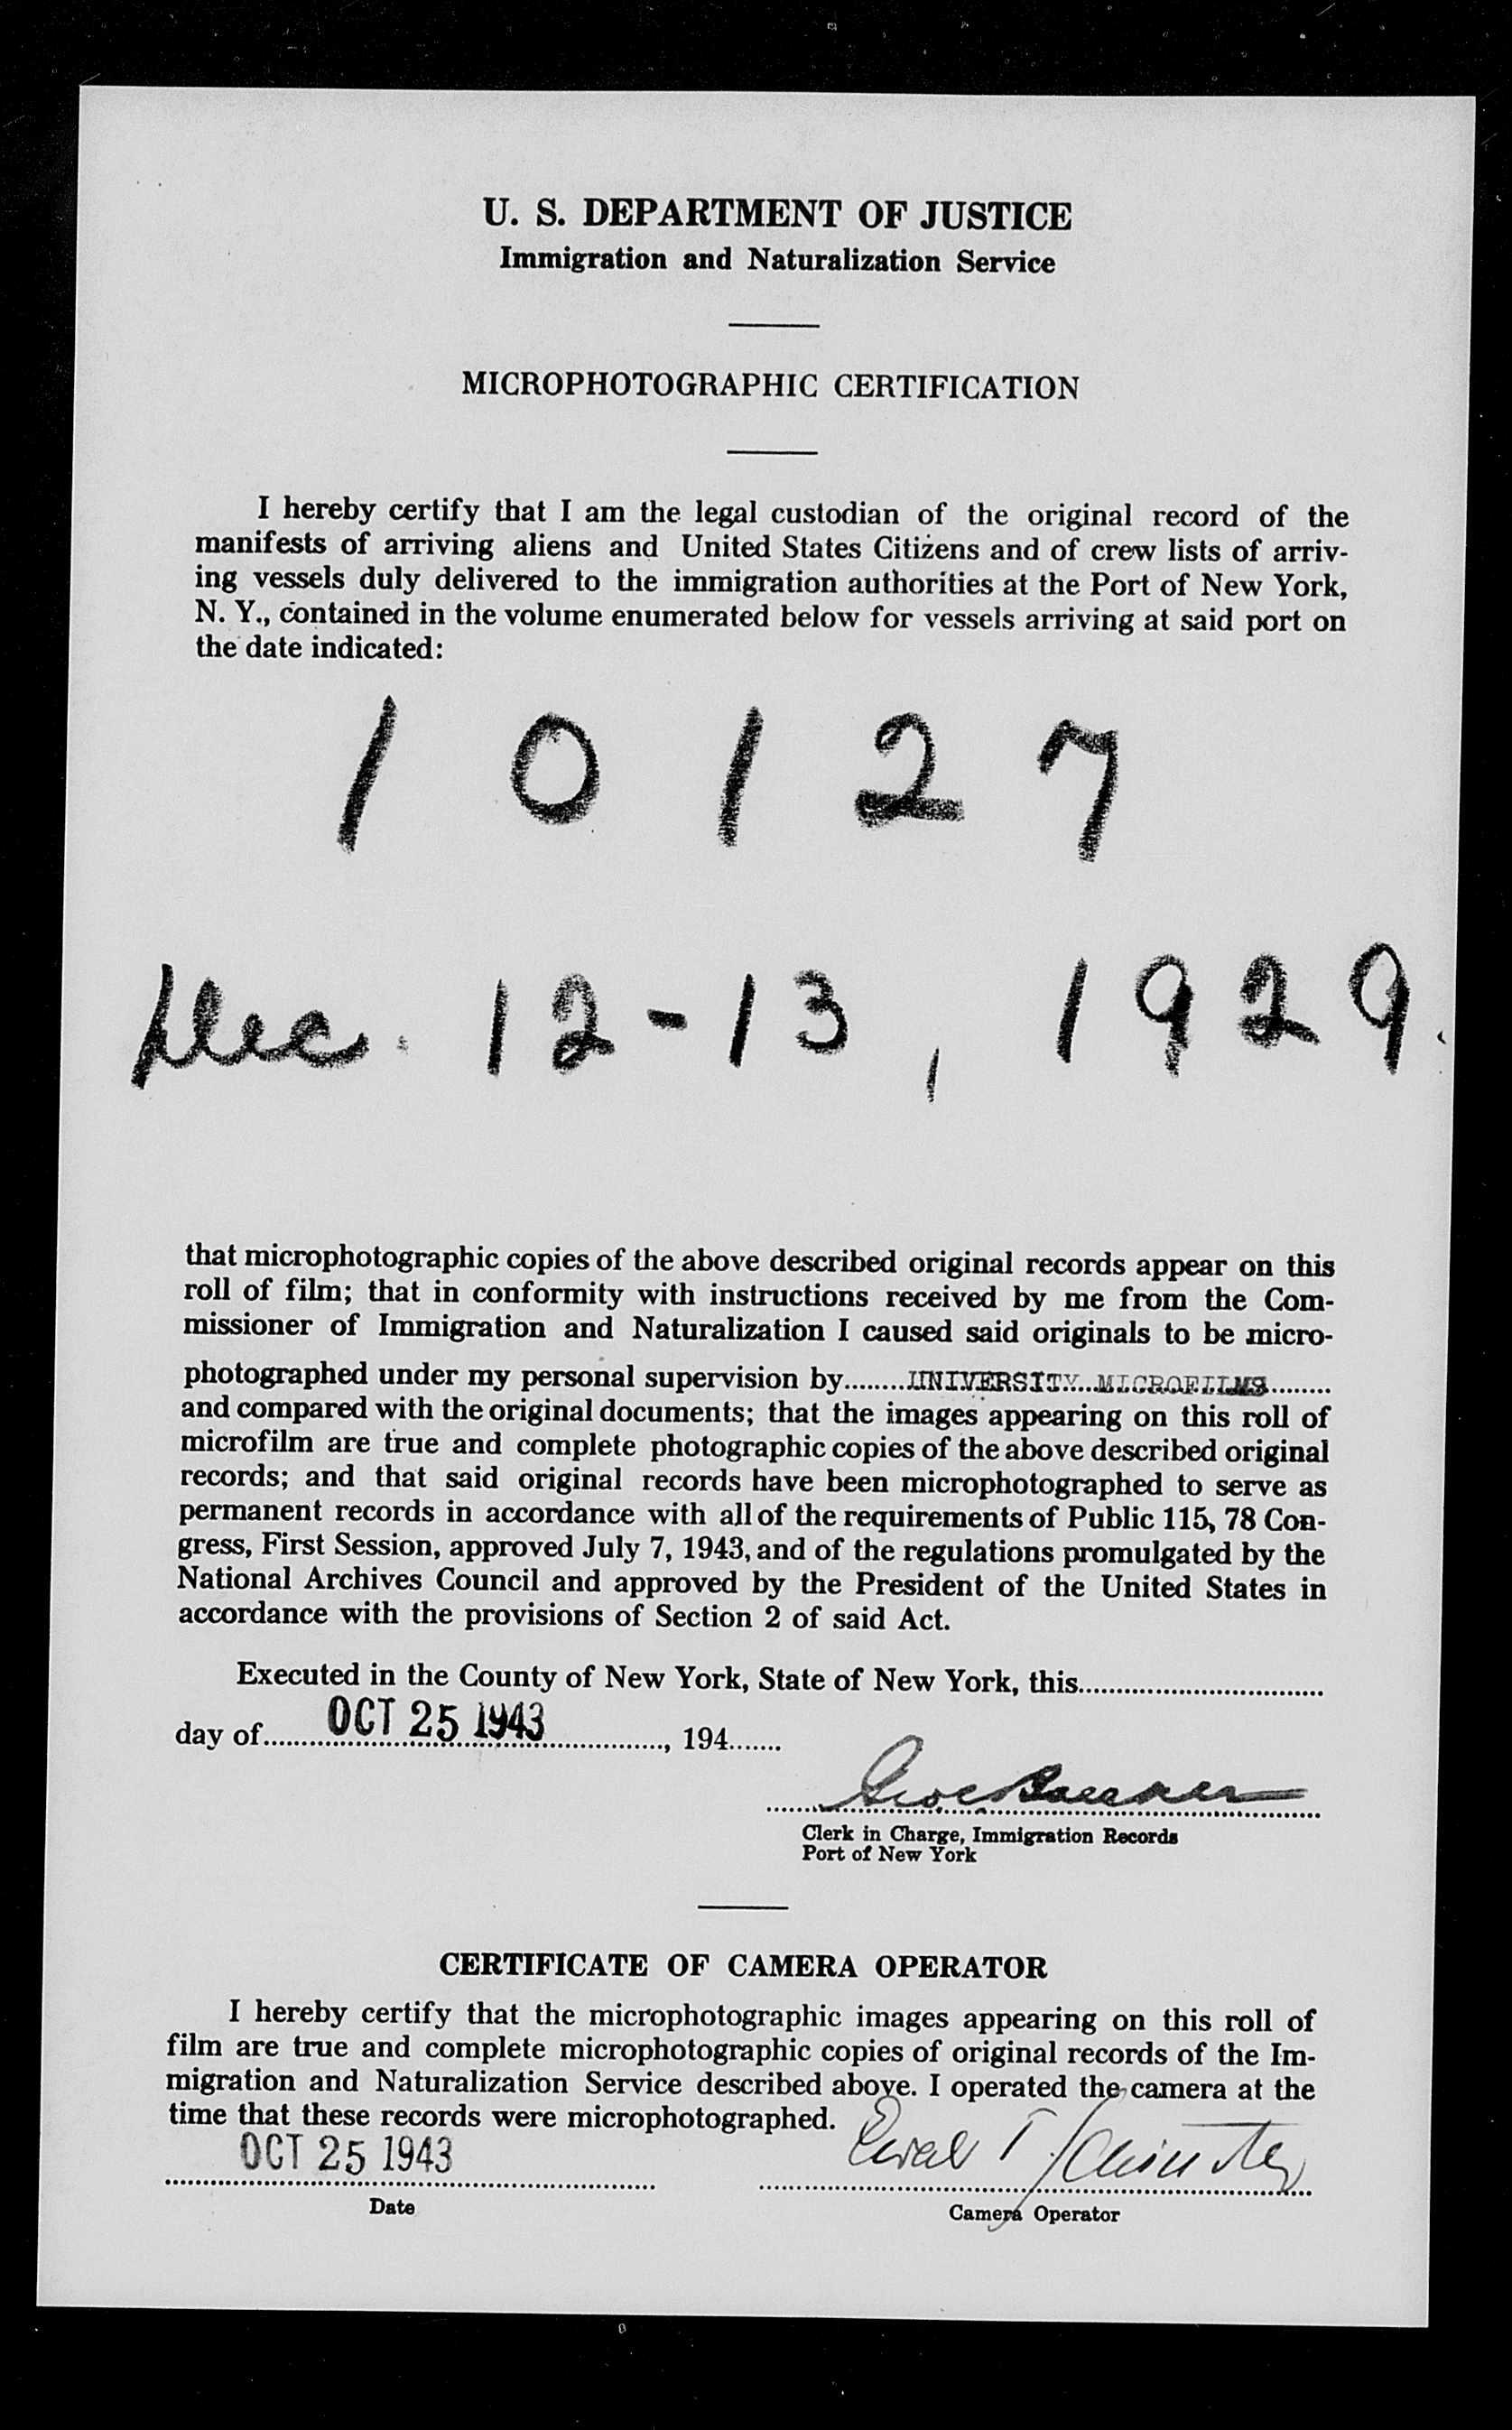 U. S. DEPARTMENT OF JUSTICE
Immigration and Naturalization Service
MICROPHOTOGRAPHIC CERTIFICATION
I hereby certify that I am the legal custodian of the original record of the
manifests of arriving aliens and United States Citizens and of crew lists of arriv-
ing vessels duly delivered to the immigration authorities at the Port of New York,
N. Y., contained in the volume enumerated below for vessels arriving at said port on
the date indicated:
10127
Dec. 12-13, 1929.
that microphotographic copies of the above described original records appear on this
roll of film; that in conformity with instructions received by me from the Com-
missioner of Immigration and Naturalization I caused said originals to be micro-
photographed under my personal supervision by........UNIVERSITY MICROFILMS........
and compared with the original documents; that the images appearing on this roll of
microfilm are true and complete photographic copies of the above described original
records; and that said original records have been microphotographed to serve as
permanent records in accordance with all of the requirements of Public 115, 78 Con-
gress, First Session, approved July 7, 1943, and of the regulations promulgated by the
National Archives Council and approved by the President of the United States in
accordance with the provisions of Section 2 of said Act.
Executed in the County of New York, State of New York, this................................
day of........OCT 25 1943................, 194.......
Clerk in Charge, Immigration Records
Port of New York
CERTIFICATE OF CAMERA OPERATOR
I hereby certify that the microphotographic images appearing on this roll of
film are true and complete microphotographic copies of original records of the Im-
migration and Naturalization Service described above. I operated the camera at the
time that these records were microphotographed.
OCT 25 1943
Date
Camera Operator